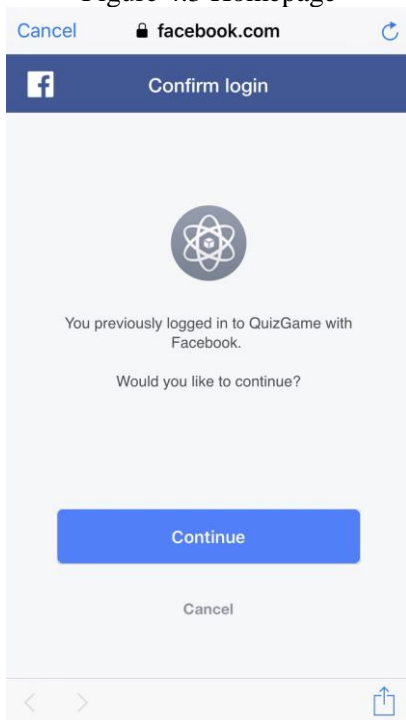 Figure 4.3 Homepage
Cancel facebook.com
f Confirm login
You previously logged in to QuizGame with
Facebook.
Would you like to continue?
Continue
Cancel